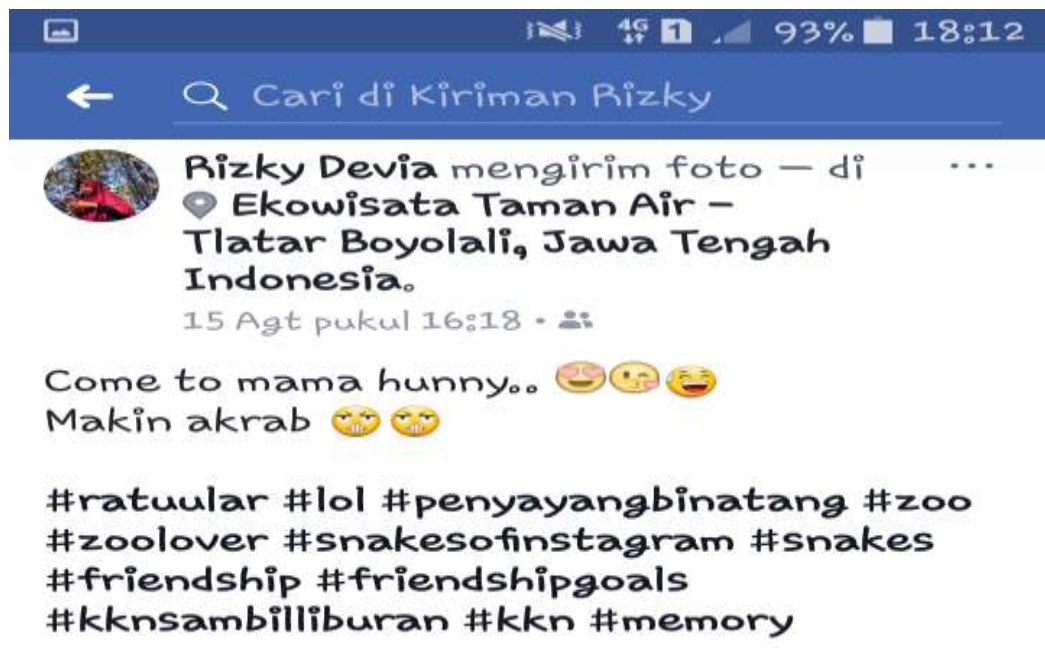 4G 1 93% 18:12
Cari di Kiriman Rizky
Rizky Devia mengirim foto — di
Ekowisata Taman Air –
Tlatar Boyolali, Jawa Tengah
Indonesia.
15 Agt pukul 16:18 •
Come to mama hunny.. 😍😘😅
Makin akrab 😬😬
#ratuular #lol #penyayangbinatang #zoo
#zoolover #snakesofinstagram #snakes
#friendship #friendshipgoals
#kknsambilliburan #kkn #memory